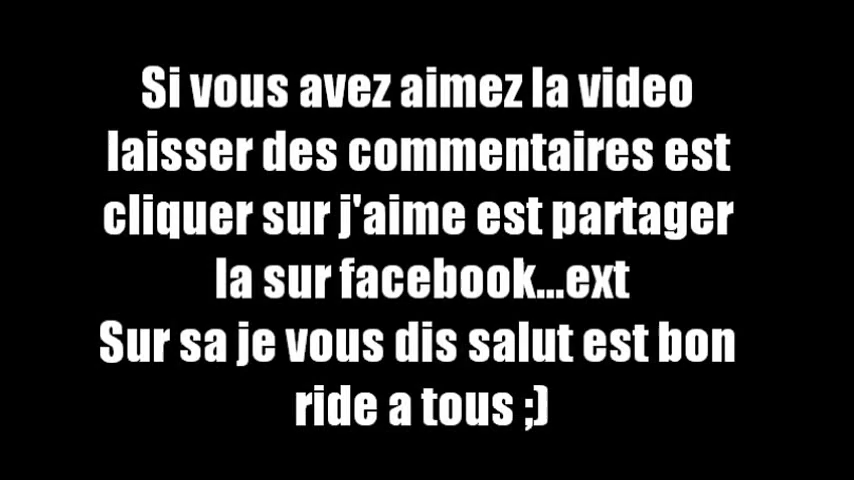 Si vous avez aimez la video
laisser des commentaires est
cliquer sur j'aime est partager
la sur facebook...ext
Sur sa je vous dis salut est bon
ride a tous ;)